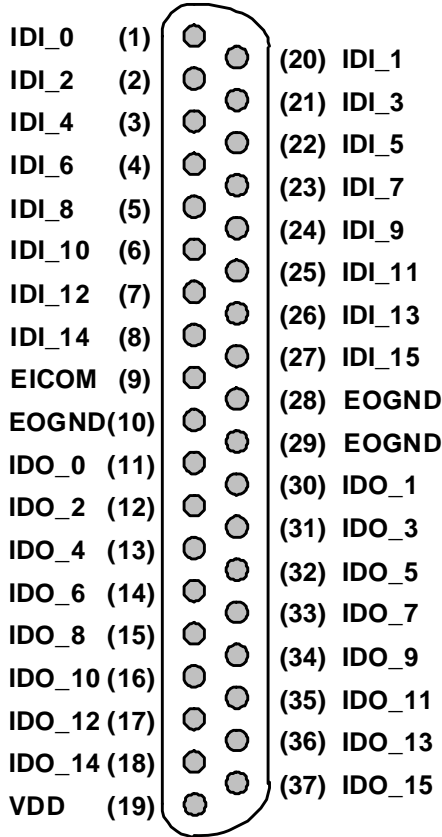 IDI_0 (1)
(20) IDI_1
IDI_2 (2)
(21) IDI_3
IDI_4 (3)
(22) IDI_5
IDI_6 (4)
(23) IDI_7
IDI_8 (5)
(24) IDI_9
IDI_10 (6)
(25) IDI_11
IDI_12 (7)
(26) IDI_13
IDI_14 (8)
(27) IDI_15
EICOM (9)
(28) EOGND
EOGND(10)
(29) EOGND
IDO_0 (11)
(30) IDO_1
IDO_2 (12)
(31) IDO_3
IDO_4 (13)
(32) IDO_5
IDO_6 (14)
(33) IDO_7
IDO_8 (15)
(34) IDO_9
IDO_10 (16)
(35) IDO_11
IDO_12 (17)
(36) IDO_13
IDO_14 (18)
(37) IDO_15
VDD (19)